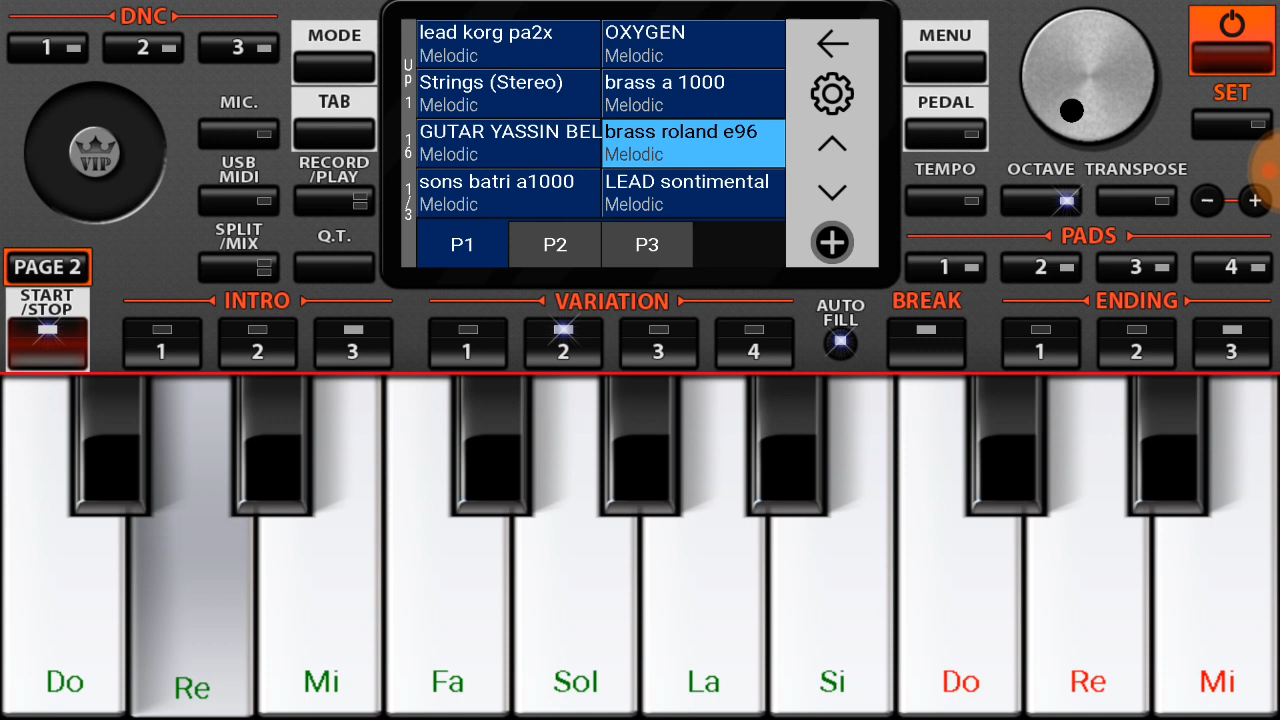 DNC
1 2 3
MODE
TAB
MIC.
USB
MIDI
RECORD
/PLAY
SPLIT
/MIX
Q.T.
VIP
PAGE 2
START
/STOP
UP 1
16
1/3
lead korg pa2x
Melodic
OXYGEN
Melodic
Strings (Stereo)
Melodic
brass a 1000
Melodic
GUTAR YASSIN BEL
Melodic
brass roland e96
Melodic
sons batri a1000
Melodic
LEAD sontimental
Melodic
P1 P2 P3
MENU
PEDAL
SET
TEMPO OCTAVE TRANSPOSE
− +
PADS
1 2 3 4
INTRO
1 2 3
VARIATION
1 2 3 4
AUTO
FILL
BREAK
ENDING
1 2 3
Do Re Mi Fa Sol La Si Do Re Mi